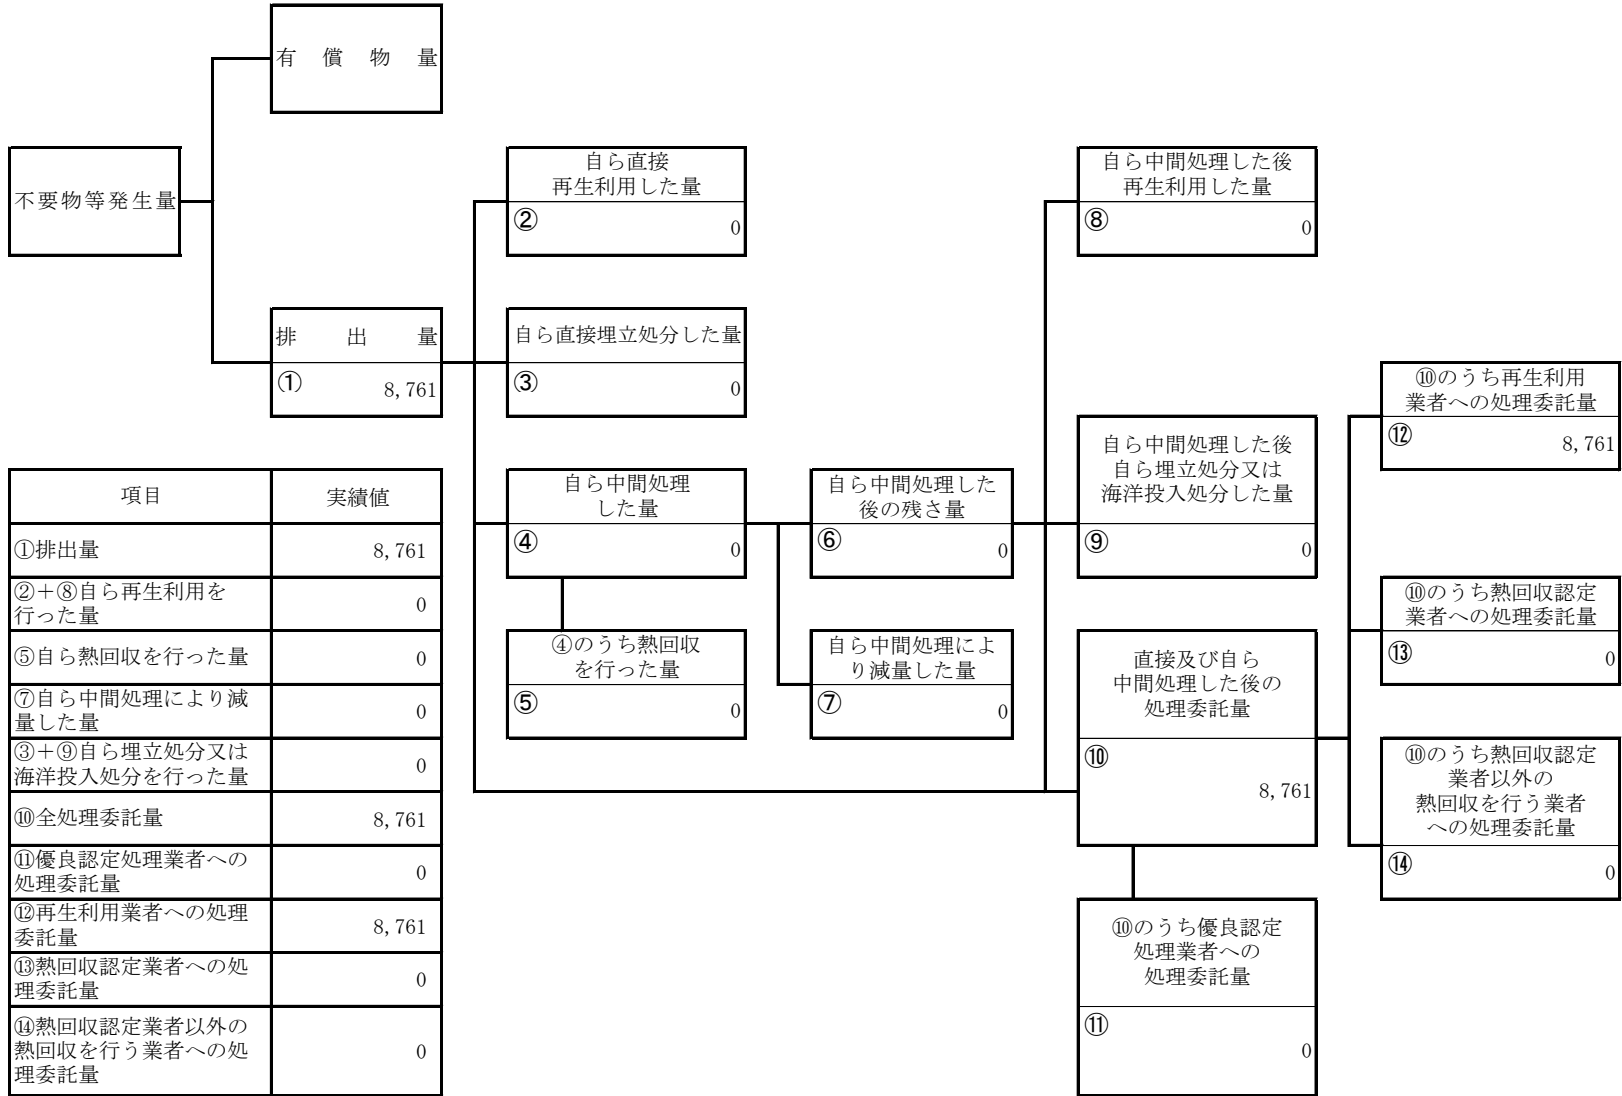 有償物量
不要物等発生量
排出量
① 8,761
自ら直接
再生利用した量
② 0
自ら直接埋立処分した量
③ 0
自ら中間処理
した量
④ 0
④のうち熱回収
を行った量
⑤ 0
自ら中間処理した
後の残さ量
⑥ 0
自ら中間処理によ
り減量した量
⑦ 0
自ら中間処理した後
再生利用した量
⑧ 0
自ら中間処理した後
自ら埋立処分又は
海洋投入処分した量
⑨ 0
直接及び自ら
中間処理した後の
処理委託量
⑩
8,761
⑩のうち優良認定
処理業者への
処理委託量
⑪
0
⑩のうち再生利用
業者への処理委託量
⑫ 8,761
⑩のうち熱回収認定
業者への処理委託量
⑬ 0
⑩のうち熱回収認定
業者以外の
熱回収を行う業者
への処理委託量
⑭ 0
項目 実績値
①排出量 8,761
②+⑧自ら再生利用を
行った量 0
⑤自ら熱回収を行った量 0
⑦自ら中間処理により減
量した量 0
③+⑨自ら埋立処分又は
海洋投入処分を行った量 0
⑩全処理委託量 8,761
⑪優良認定処理業者への
処理委託量 0
⑫再生利用業者への処理
委託量 8,761
⑬熱回収認定業者への処
理委託量 0
⑭熱回収認定業者以外の
熱回収を行う業者への処
理委託量 0